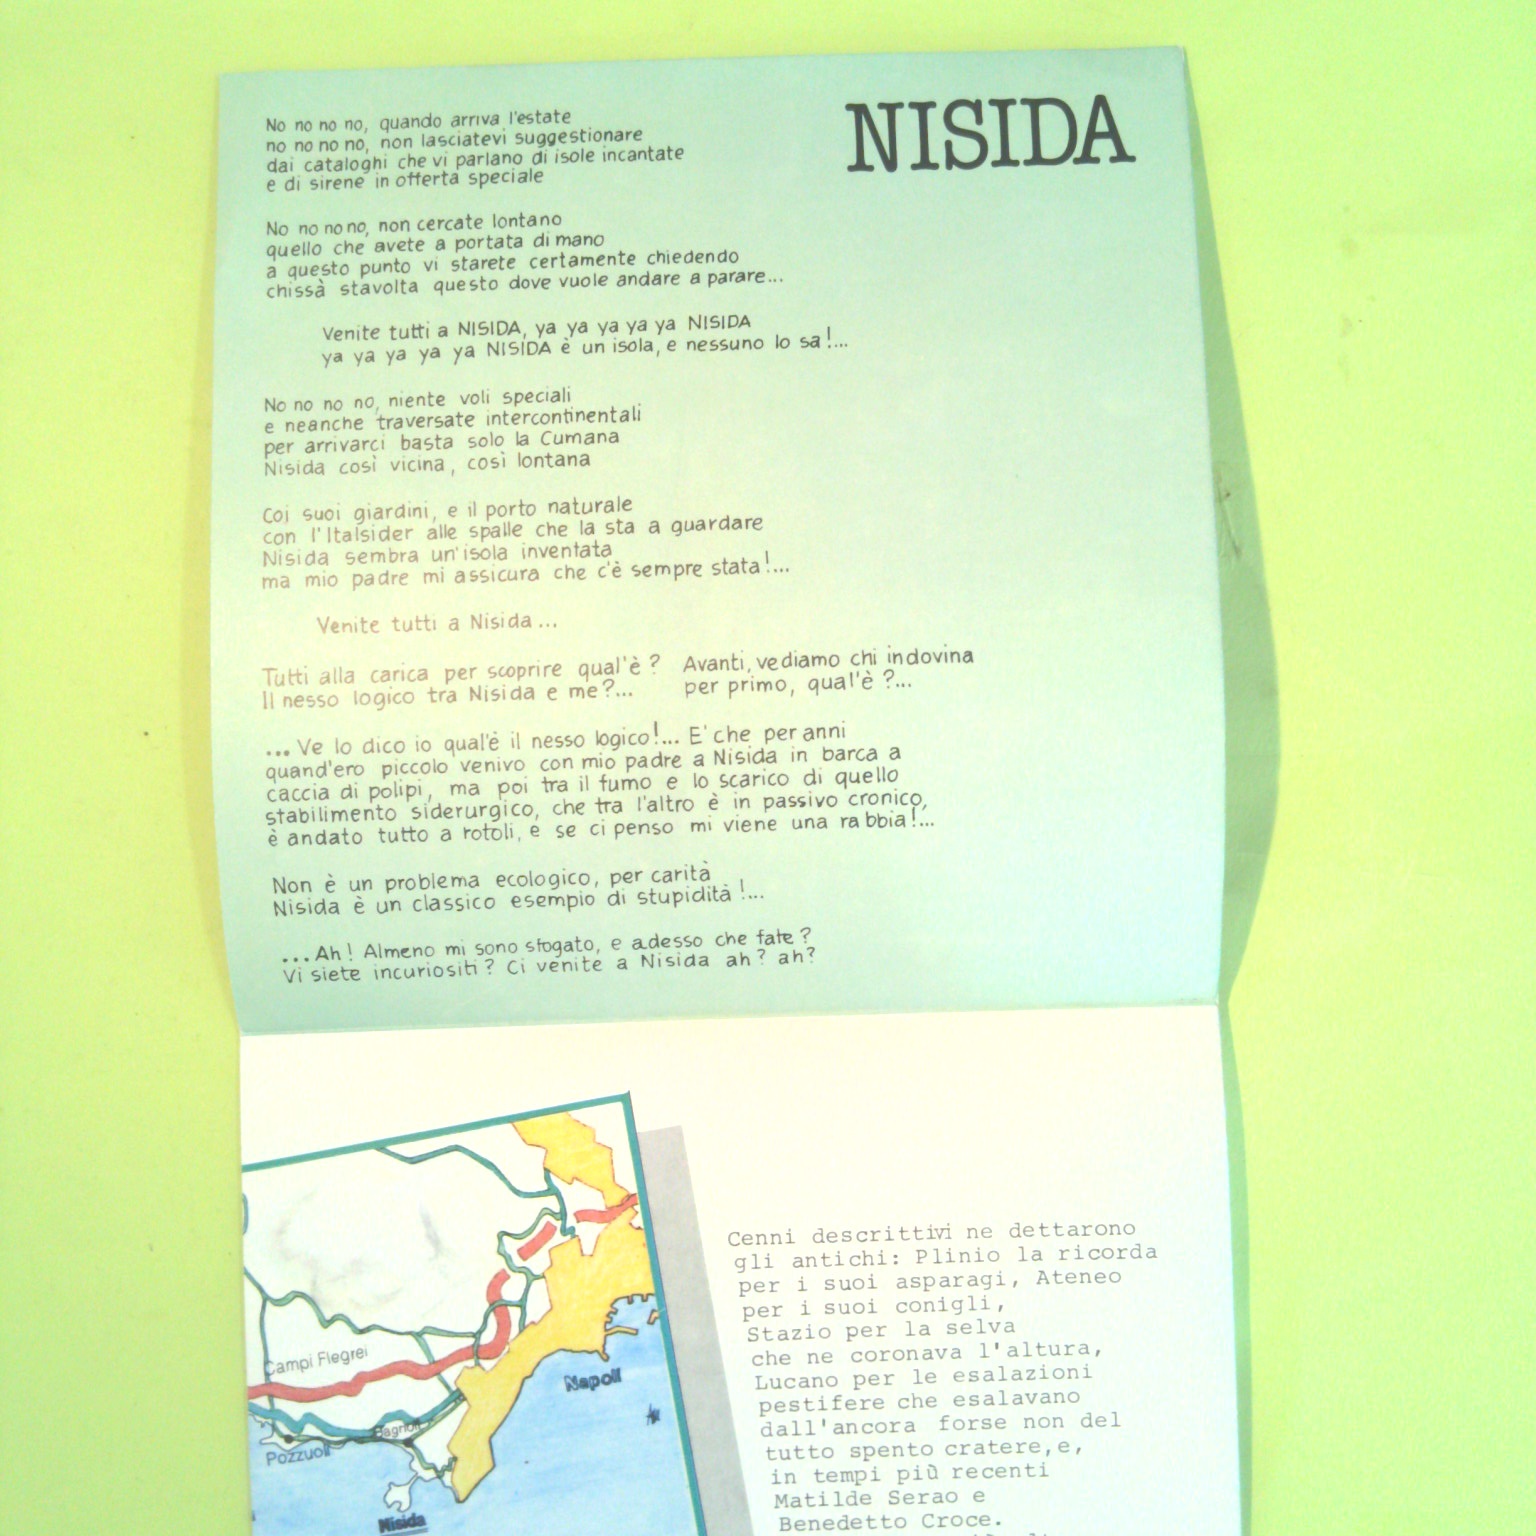 NISIDA
No no no no, quando arriva l'estate
no no no no, non lasciatevi suggestionare
dai cataloghi che vi parlano di isole incantate
e di sirene in offerta speciale
No no no no, non cercate lontano
quello che avete a portata di mano
a questo punto vi starete certamente chiedendo
chissà stavolta questo dove vuole andare a parare...
Venite tutti a NISIDA, ya ya ya ya ya NISIDA
ya ya ya ya ya NISIDA è un isola, e nessuno lo sa!...
No no no no, niente voli speciali
e neanche traversate intercontinentali
per arrivarci basta solo la Cumana
Nisida così vicina, così lontana
Coi suoi giardini, e il porto naturale
con l'Italsider alle spalle che la sta a guardare
Nisida sembra un'isola inventata
ma mio padre mi assicura che c'è sempre stata!...
Venite tutti a Nisida...
Tutti alla carica per scoprire qual'è?
Il nesso logico tra Nisida e me?...
Avanti, vediamo chi indovina
per primo, qual'è?...
...Ve lo dico io qual'è il nesso logico!... E' che per anni
quand'ero piccolo venivo con mio padre a Nisida in barca a
caccia di polipi, ma poi tra il fumo e lo scarico di quello
stabilimento siderurgico, che tra l'altro è in passivo cronico,
è andato tutto a rotoli, e se ci penso mi viene una rabbia!...
Non è un problema ecologico, per carità
Nisida è un classico esempio di stupidità!...
...Ah! Almeno mi sono sfogato, e adesso che fate?
Vi siete incuriositi? Ci venite a Nisida ah? ah?
Campi Flegrei
Napoli
Bagnoli
Pozzuoli
Nisida
Cenni descrittivi ne dettarono
gli antichi: Plinio la ricorda
per i suoi asparagi, Ateneo
per i suoi conigli,
Stazio per la selva
che ne coronava l'altura,
Lucano per le esalazioni
pestifere che esalavano
dall'ancora forse non del
tutto spento cratere, e,
in tempi più recenti
Matilde Serao e
Benedetto Croce.